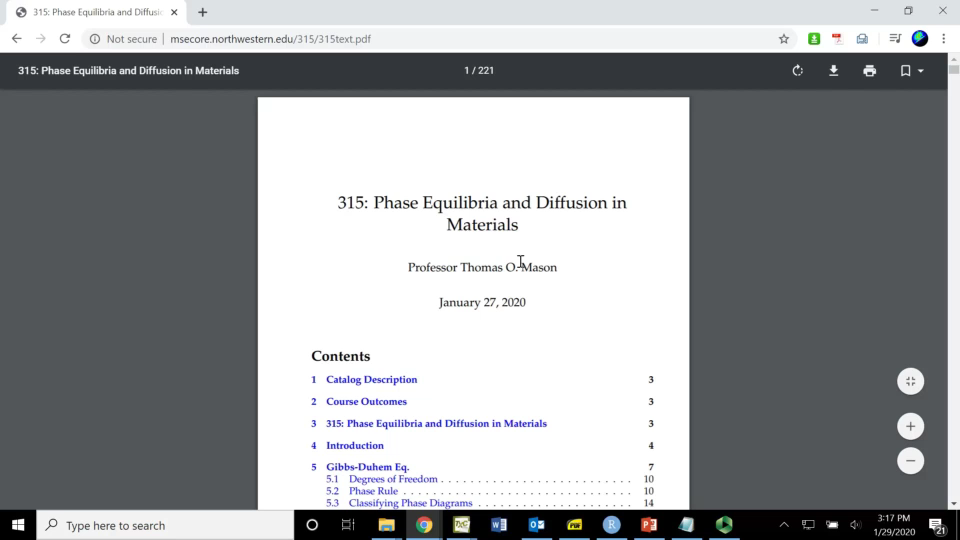 315: Phase Equilibria and Diffusio
Not secure | msecore.northwestern.edu/315/315text.pdf
315: Phase Equilibria and Diffusion in Materials
1 / 221
315: Phase Equilibria and Diffusion in
Materials
Professor Thomas O. Mason
January 27, 2020
Contents
1 Catalog Description 3
2 Course Outcomes 3
3 315: Phase Equilibria and Diffusion in Materials 3
4 Introduction 4
5 Gibbs-Duhem Eq. 7
5.1 Degrees of Freedom . . . . . . . . . . . . . . . . . . . . . . . . . . . . 10
5.2 Phase Rule . . . . . . . . . . . . . . . . . . . . . . . . . . . . . . . . . . 10
5.3 Classifying Phase Diagrams . . . . . . . . . . . . . . . . . . . . . . . 14
Type here to search
3:17 PM
1/29/2020
21